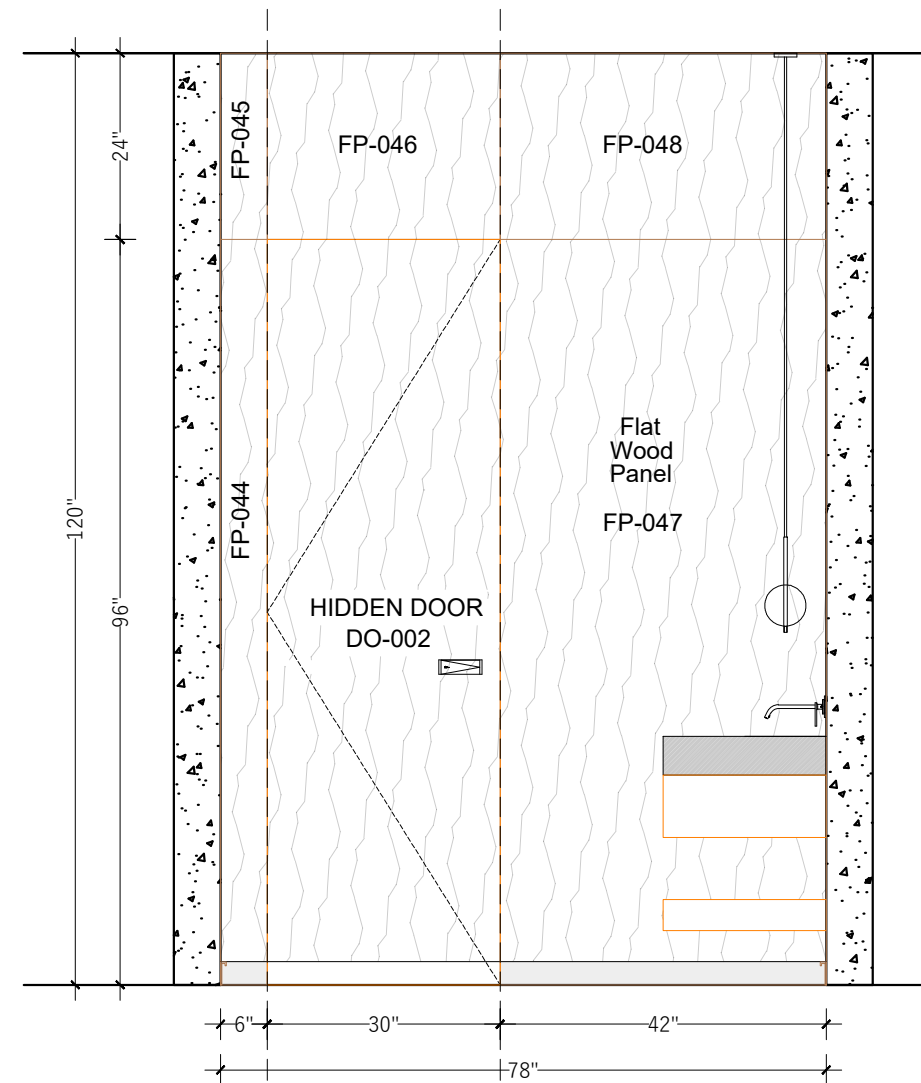 FP-045
FP-046
FP-048
24"
Flat
Wood
Panel
FP-047
FP-044
120"
96"
HIDDEN DOOR
DO-002
6"
30"
42"
78"